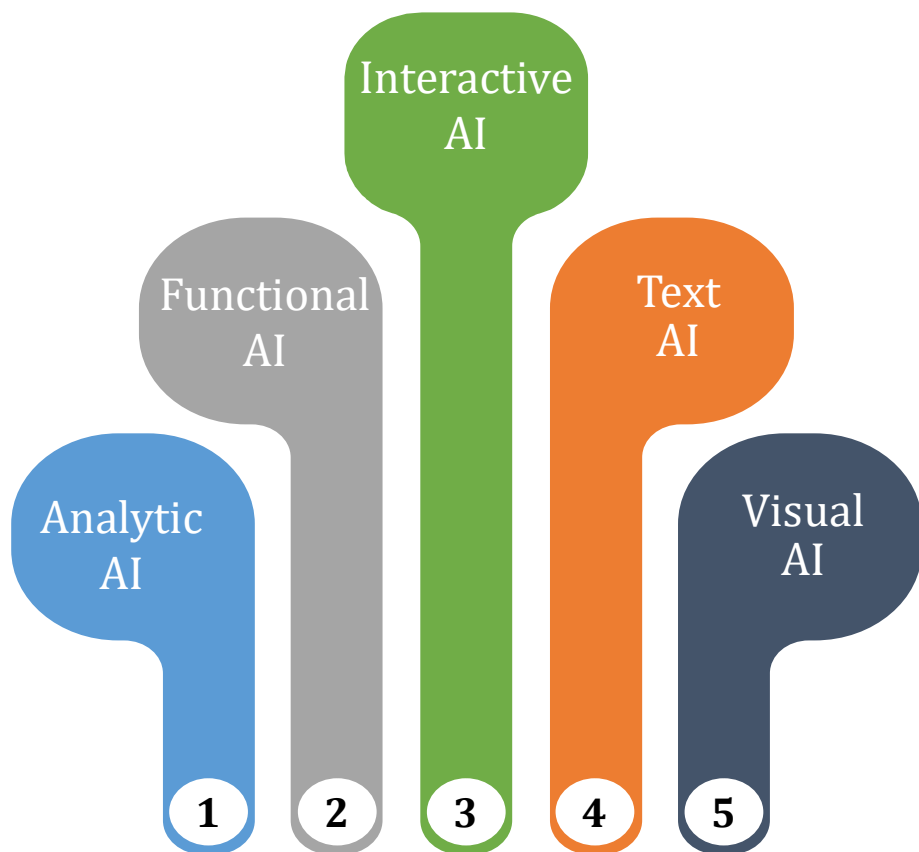 Interactive
AI
Functional
AI
Text
AI
Analytic
AI
Visual
AI
1
2
3
4
5